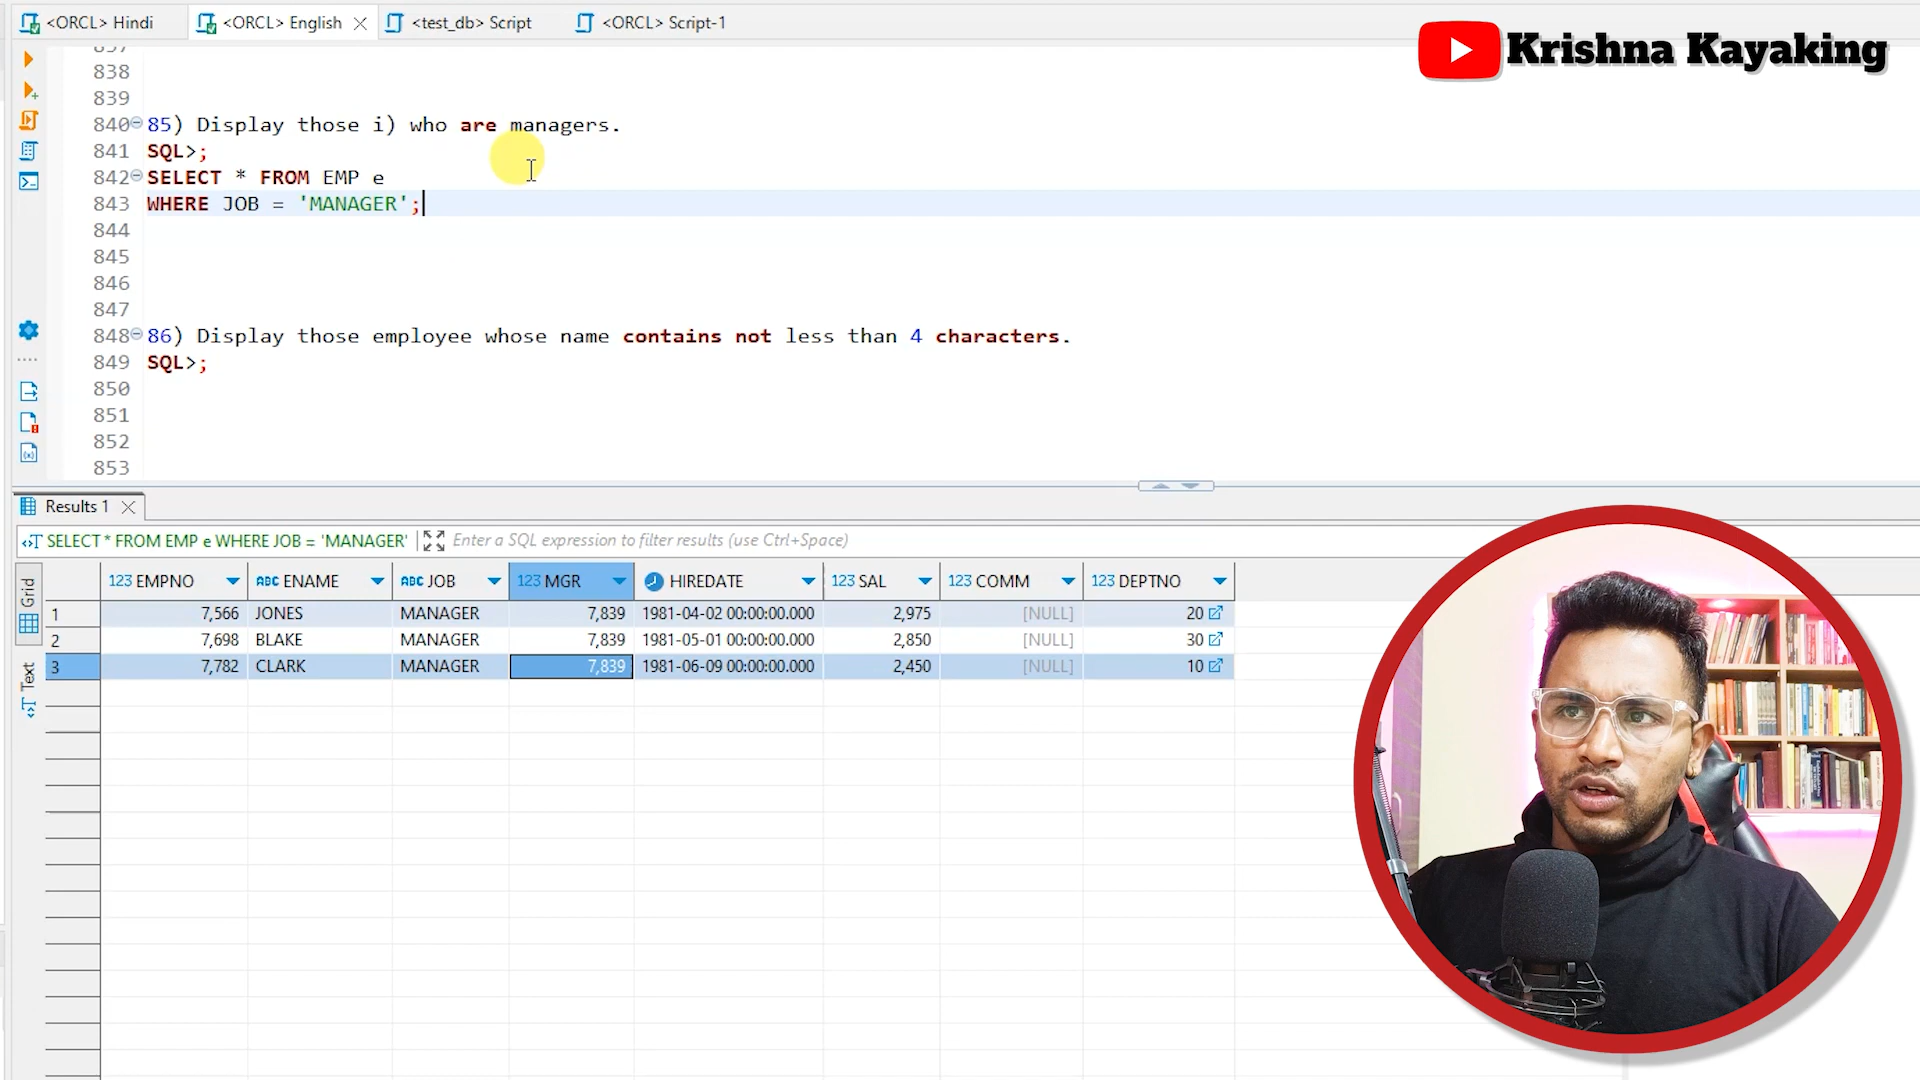 <ORCL> Hindi
<ORCL> English
<test_db> Script
<ORCL> Script-1
Krishna Kayaking
837
838
839
840 85) Display those i) who are managers.
841 SQL>;
842 SELECT * FROM EMP e
843 WHERE JOB = 'MANAGER';
844
845
846
847
848 86) Display those employee whose name contains not less than 4 characters.
849 SQL>;
850
851
852
853
Results 1
SELECT * FROM EMP e WHERE JOB = 'MANAGER' Enter a SQL expression to filter results (use Ctrl+Space)
Grid
Text
123 EMPNO ABC ENAME ABC JOB 123 MGR HIREDATE 123 SAL 123 COMM 123 DEPTNO
1 7,566 JONES MANAGER 7,839 1981-04-02 00:00:00.000 2,975 [NULL] 20
2 7,698 BLAKE MANAGER 7,839 1981-05-01 00:00:00.000 2,850 [NULL] 30
3 7,782 CLARK MANAGER 7,839 1981-06-09 00:00:00.000 2,450 [NULL] 10